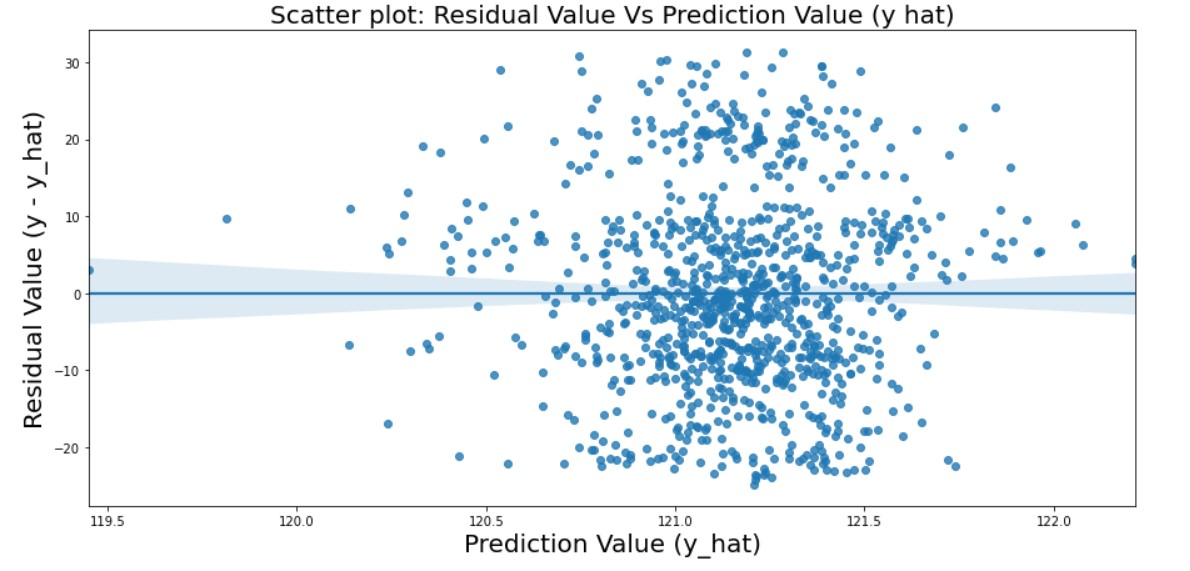 Scatter plot: Residual Value Vs Prediction Value (y hat)
Residual Value (y - y_hat)
30
20
10
0
−10
−20
119.5 120.0 120.5 121.0 121.5 122.0
Prediction Value (y_hat)